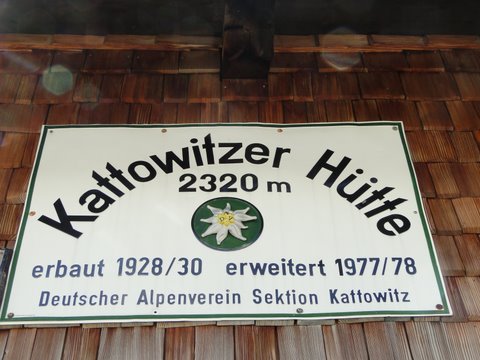 Kattowitzer Hütte
2320 m
erbaut 1928/30 erweitert 1977/78
Deutscher Alpenverein Sektion Kattowitz